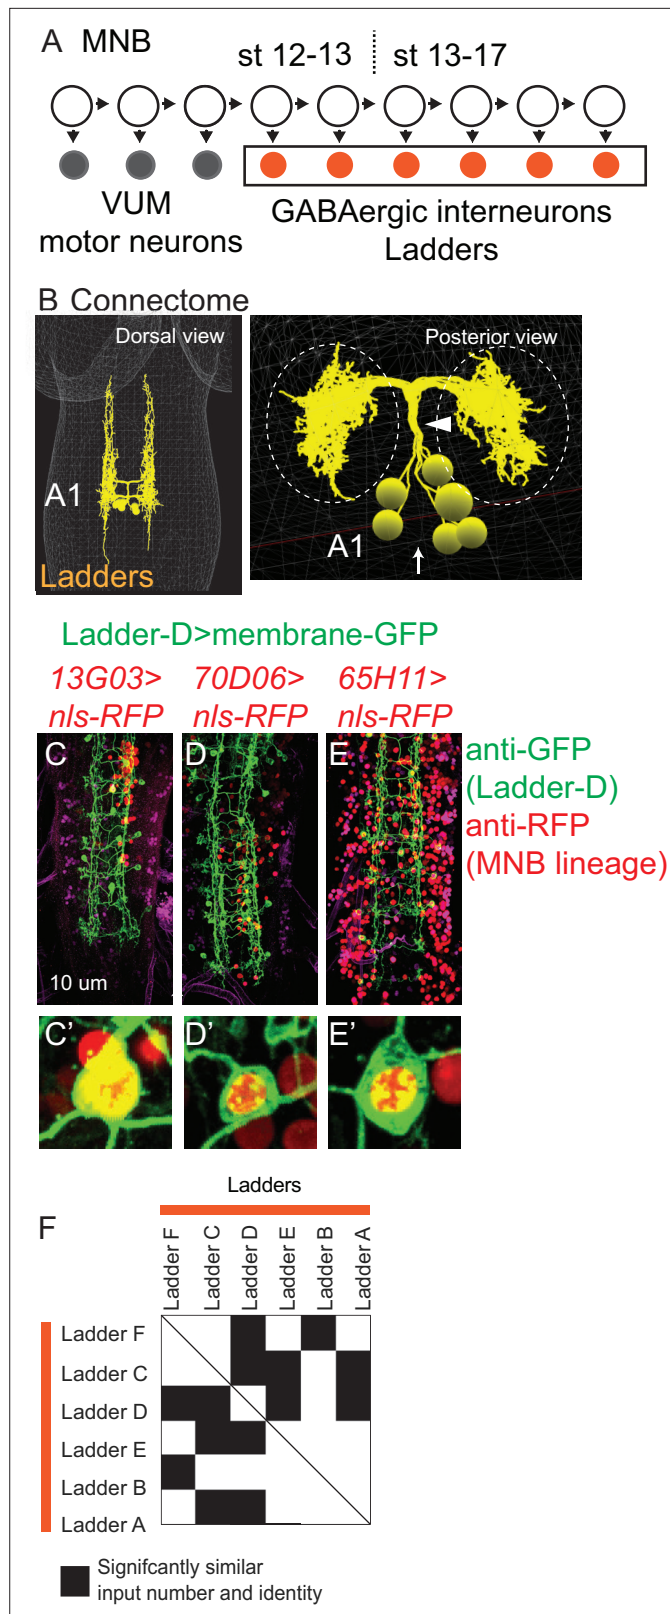 A MNB
st 12-13 st 13-17
VUM
motor neurons
GABAergic interneurons
Ladders
B Connectome
Dorsal view
A1
Ladders
Posterior view
A1
Ladder-D>membrane-GFP
13G03>
nls-RFP
70D06>
nls-RFP
65H11>
nls-RFP
C
10 um
D
E
anti-GFP
(Ladder-D)
anti-RFP
(MNB lineage)
C'
D'
E'
F
Ladders
Ladder F
Ladder C
Ladder D
Ladder E
Ladder B
Ladder A
Ladder F
Ladder C
Ladder D
Ladder E
Ladder B
Ladder A
Signifcantly similar
input number and identity